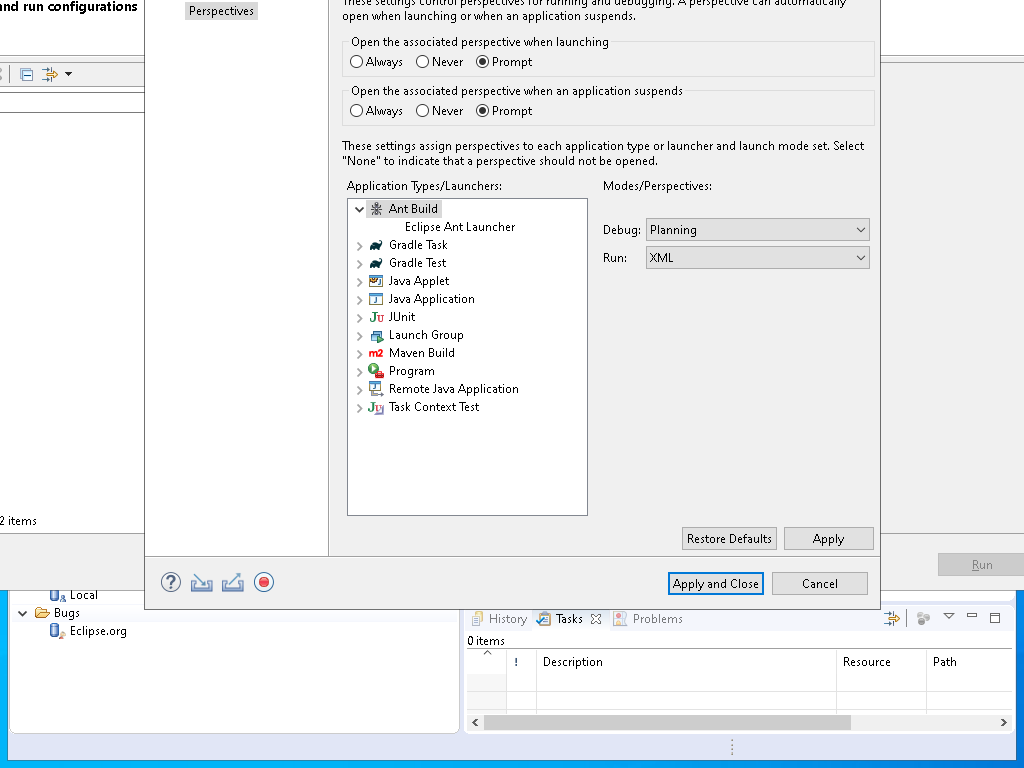 and run configurations
Perspectives
These settings control perspectives for running and debugging. A perspective can automatically
open when launching or when an application suspends.
Open the associated perspective when launching
Always Never Prompt
Open the associated perspective when an application suspends
Always Never Prompt
These settings assign perspectives to each application type or launcher and launch mode set. Select
"None" to indicate that a perspective should not be opened.
Application Types/Launchers:
Modes/Perspectives:
Ant Build
Eclipse Ant Launcher
Gradle Task
Gradle Test
Java Applet
Java Application
JUnit
Launch Group
Maven Build
Program
Remote Java Application
Task Context Test
Debug: Planning
Run: XML
2 items
Restore Defaults Apply
Run
Apply and Close Cancel
Local
Bugs
Eclipse.org
History Tasks Problems
0 items
! Description Resource Path